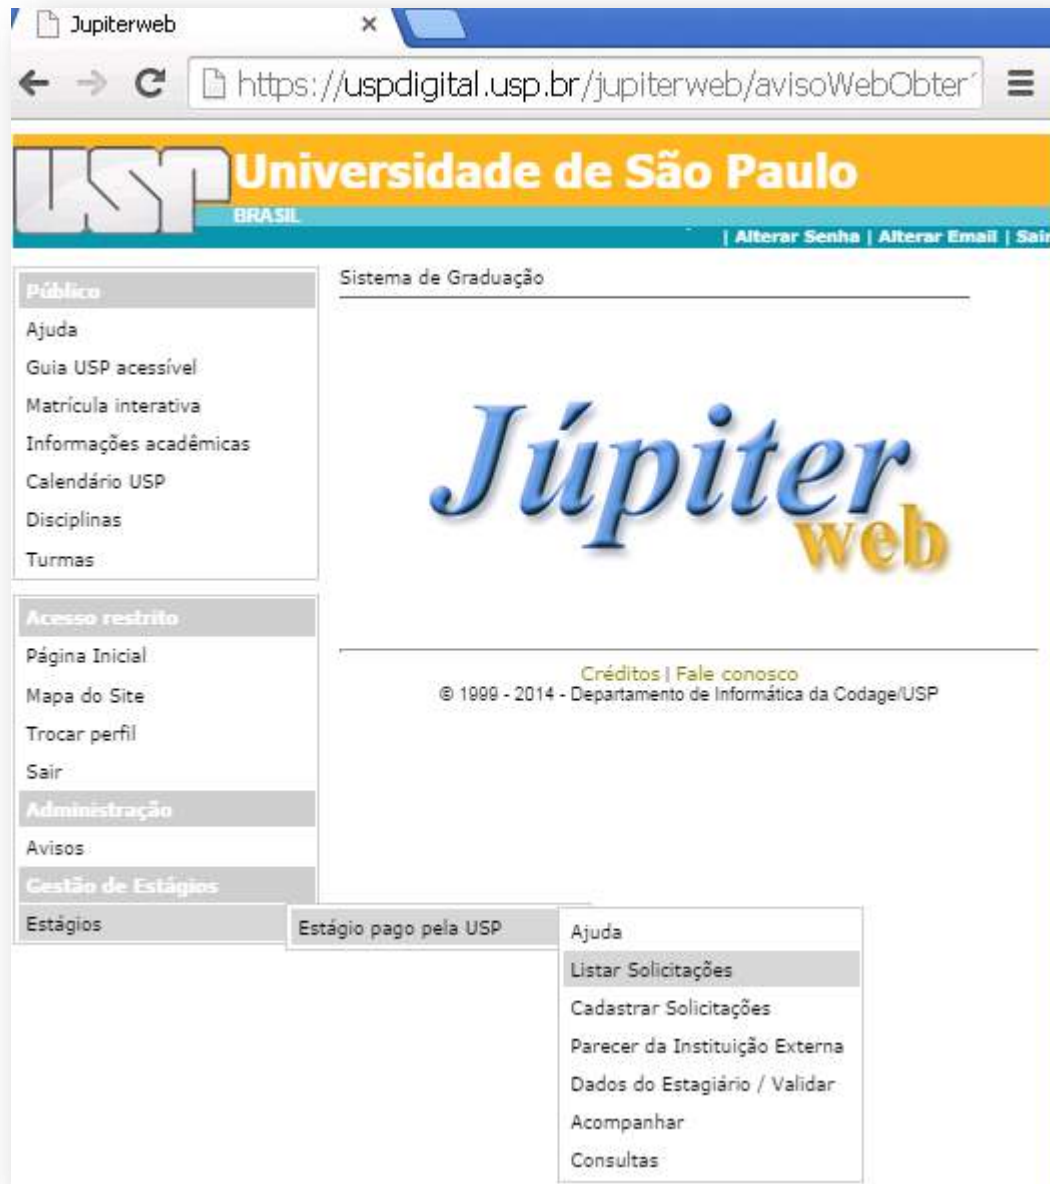 Jupiterweb
https://uspdigital.usp.br/jupiterweb/avisoWebObter
USP
Universidade de São Paulo
BRASIL
| Alterar Senha | Alterar Email | Sair
Público
Ajuda
Guia USP acessível
Matrícula interativa
Informações acadêmicas
Calendário USP
Disciplinas
Turmas
Acesso restrito
Página Inicial
Mapa do Site
Trocar perfil
Sair
Administração
Avisos
Gestão de Estágios
Estágios
Estágio pago pela USP
Ajuda
Listar Solicitações
Cadastrar Solicitações
Parecer da Instituição Externa
Dados do Estagiário / Validar
Acompanhar
Consultas
Sistema de Graduação
Júpiter
web
Créditos | Fale conosco
© 1999 - 2014 - Departamento de Informática da Codage/USP